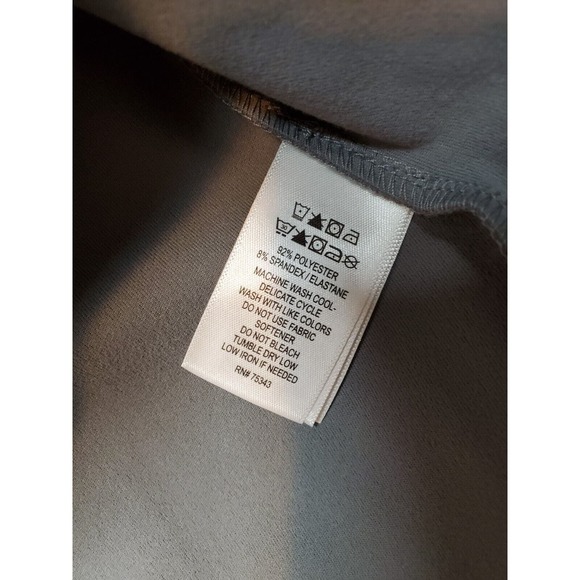 92% POLYESTER
8% SPANDEX / ELASTANE
MACHINE WASH COOL-
DELICATE CYCLE
WASH WITH LIKE COLORS
DO NOT USE FABRIC
SOFTENER
DO NOT BLEACH
TUMBLE DRY LOW
LOW IRON IF NEEDED
RN# 75343